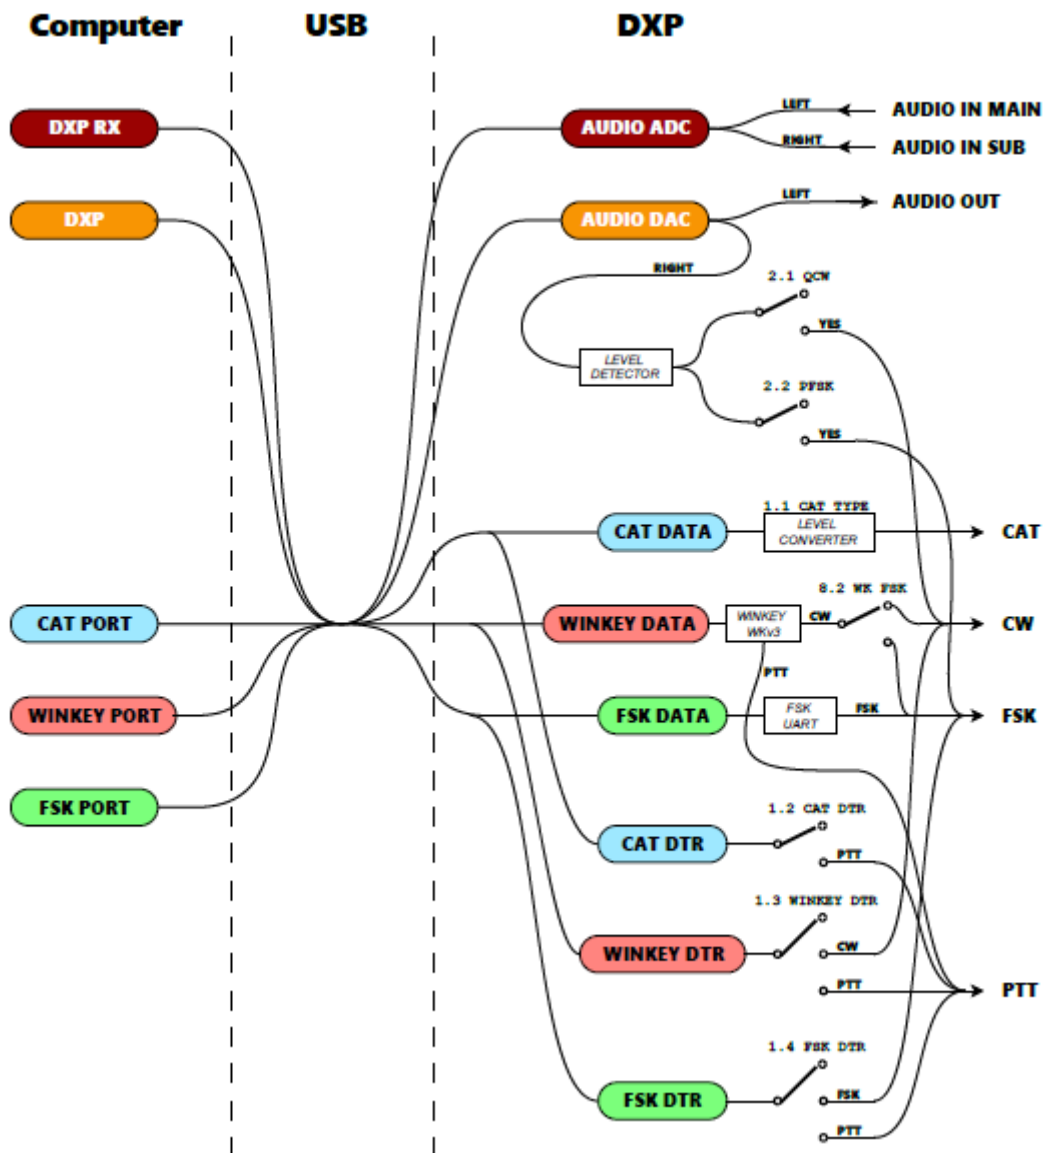 Computer
USB
DXP
DXP RX
AUDIO ADC
LEFT
AUDIO IN MAIN
RIGHT
AUDIO IN SUB
DXP
AUDIO DAC
LEFT
AUDIO OUT
RIGHT
2.1 QCW
YES
LEVEL
DETECTOR
2.2 PFSK
YES
1.1 CAT TYPE
CAT DATA
LEVEL
CONVERTER
CAT
8.2 WK FSK
CAT PORT
WINKEY DATA
WINKEY
WKv3
CW
CW
PTT
WINKEY PORT
FSK DATA
FSK
UART
FSK
FSK
FSK PORT
1.2 CAT DTR
CAT DTR
PTT
1.3 WINKEY DTR
WINKEY DTR
CW
PTT
PTT
1.4 FSK DTR
FSK DTR
FSK
PTT